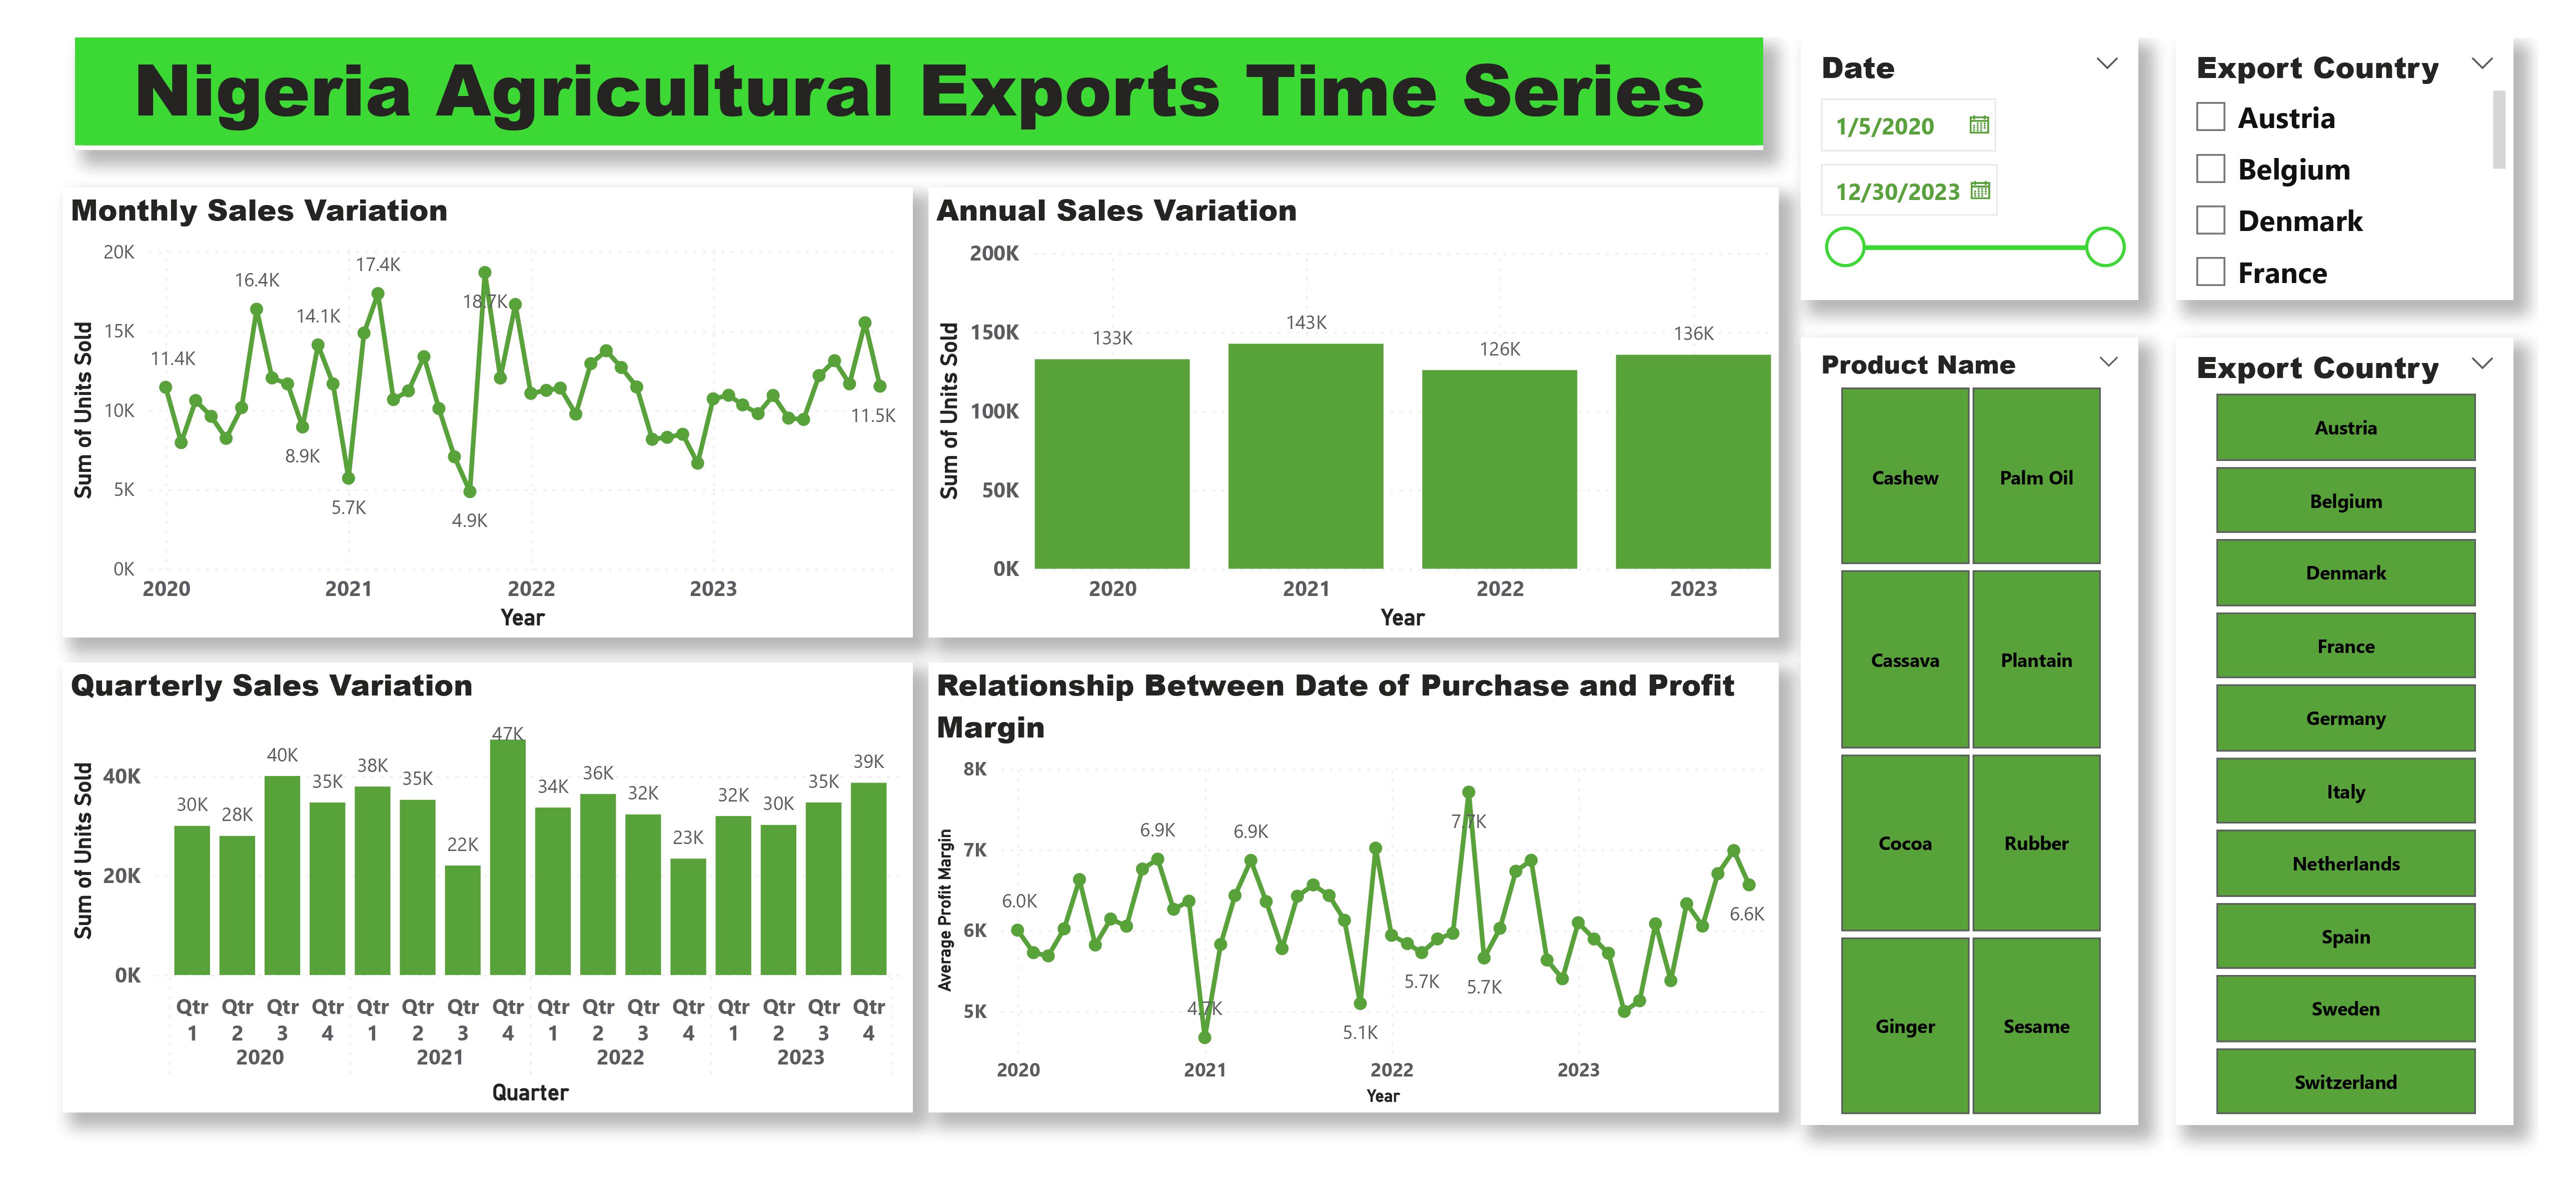 Nigeria Agricultural Exports Time Series
Date
1/5/2020
12/30/2023
Export Country
Austria
Belgium
Denmark
France
Monthly Sales Variation
Sum of Units Sold
20K
15K
10K
5K
0K
11.4K
16.4K
8.9K
14.1K
5.7K
17.4K
4.9K
18.7K
11.5K
2020 2021 2022 2023
Year
Annual Sales Variation
Sum of Units Sold
200K
150K
100K
50K
0K
133K 143K 126K 136K
2020 2021 2022 2023
Year
Quarterly Sales Variation
Sum of Units Sold
40K
20K
0K
30K 28K 40K 35K 38K 35K 22K 47K 34K 36K 32K 23K 32K 30K 35K 39K
Qtr Qtr Qtr Qtr Qtr Qtr Qtr Qtr Qtr Qtr Qtr Qtr Qtr Qtr Qtr Qtr
1 2 3 4 1 2 3 4 1 2 3 4 1 2 3 4
2020 2021 2022 2023
Quarter
Relationship Between Date of Purchase and Profit
Margin
Average Profit Margin
8K
7K
6K
5K
6.0K
6.9K
4.7K
6.9K
5.1K
5.7K
7.7K
5.7K
6.6K
2020 2021 2022 2023
Year
Product Name
Cashew Palm Oil
Cassava Plantain
Cocoa Rubber
Ginger Sesame
Export Country
Austria
Belgium
Denmark
France
Germany
Italy
Netherlands
Spain
Sweden
Switzerland